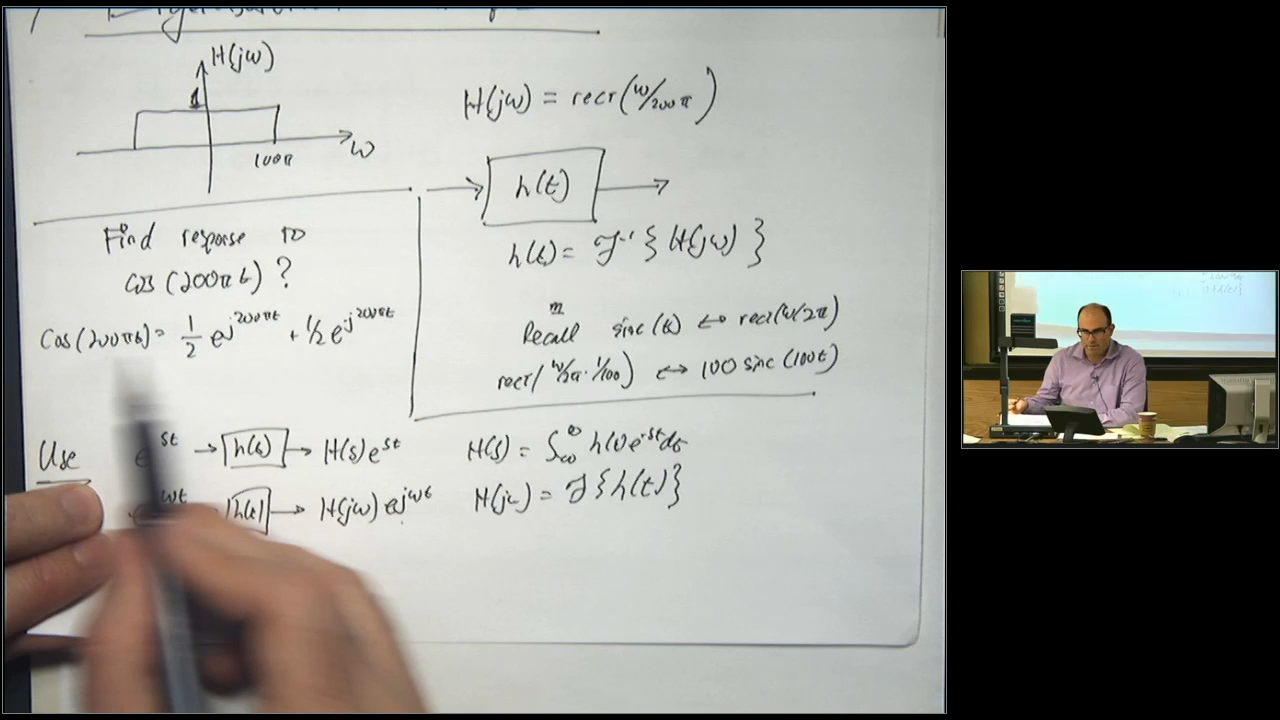 H(jω)
1
100π
ω
H(jω) = rect(ω/200π)
h(t)
h(t) = F⁻¹{H(jω)}
Find response to
cos(200πt)?
cos(200πt) = 1/2 e^j200πt + 1/2 e^j200πt
Recall sinc(t) ↔ rect(ω/2π)
rect(ω/2π · 1/100) ↔ 100 sinc(100t)
Use e^st → h(t) → H(s)e^st H(s) = ∫_-∞^∞ h(t)e^-st dt
ωt → h(t) → H(jω)e^jωt H(jω) = F{h(t)}